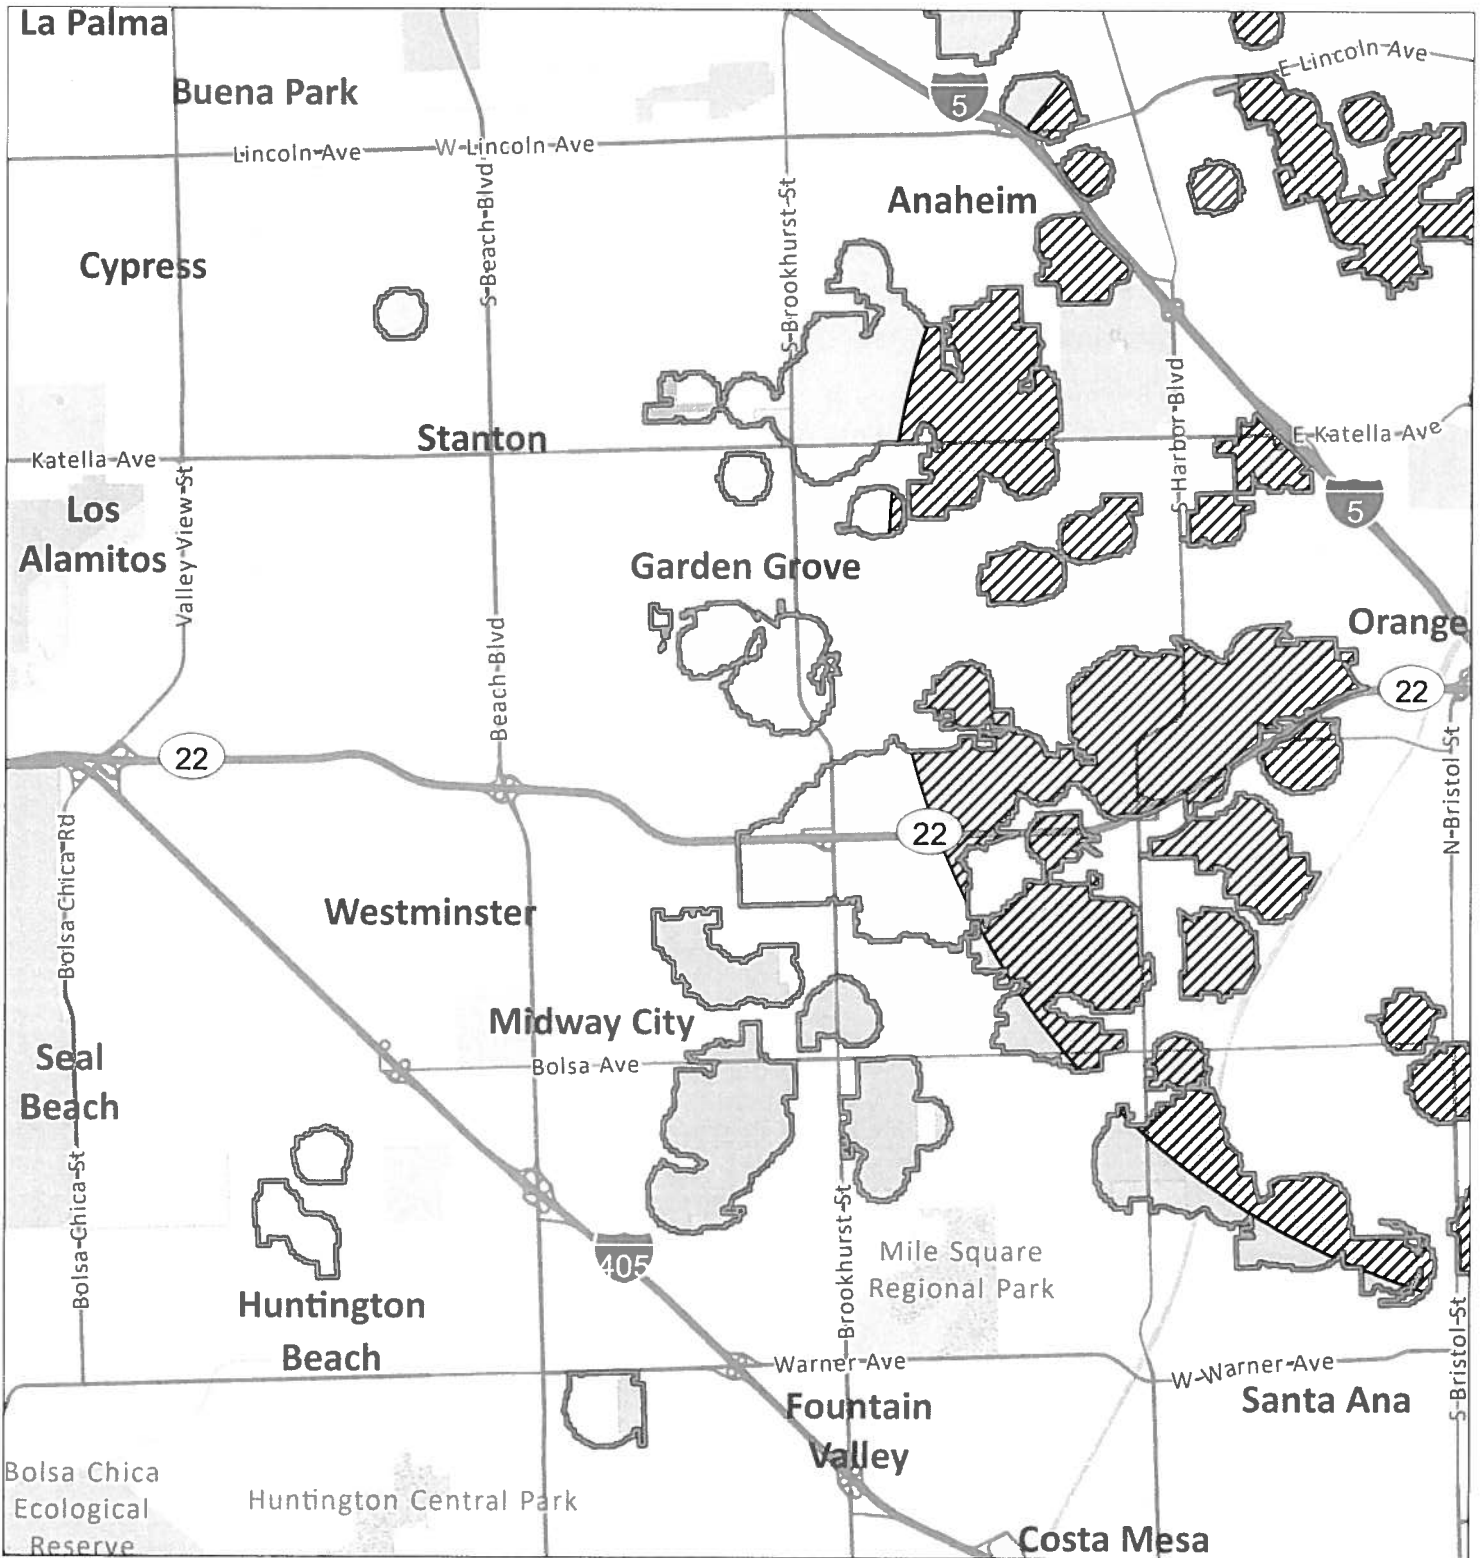 La Palma
Buena Park
E Lincoln-Ave
5
Lincoln-Ave
W-Lincoln-Ave
S-Beach-Blvd
S-Brookhurst-St
Anaheim
Cypress
Stanton
Katella Ave
E-Katella-Ave
S-Harbor-Blvd
Los
Alamitos
Valley-View-St
5
Garden Grove
Orange
22
Beach-Blvd
22
N-Bristol-St
22
Bolsa-Chica-Rd
Westminster
Midway City
Bolsa-Ave
Seal
Beach
Bolsa-Chica-St
Brookhurst-St
Mile Square
Regional Park
405
Huntington
Beach
Warner-Ave
W-Warner-Ave
S-Bristol-St
Santa Ana
Fountain
Valley
Bolsa Chica
Ecological
Reserve
Huntington Central Park
Costa Mesa